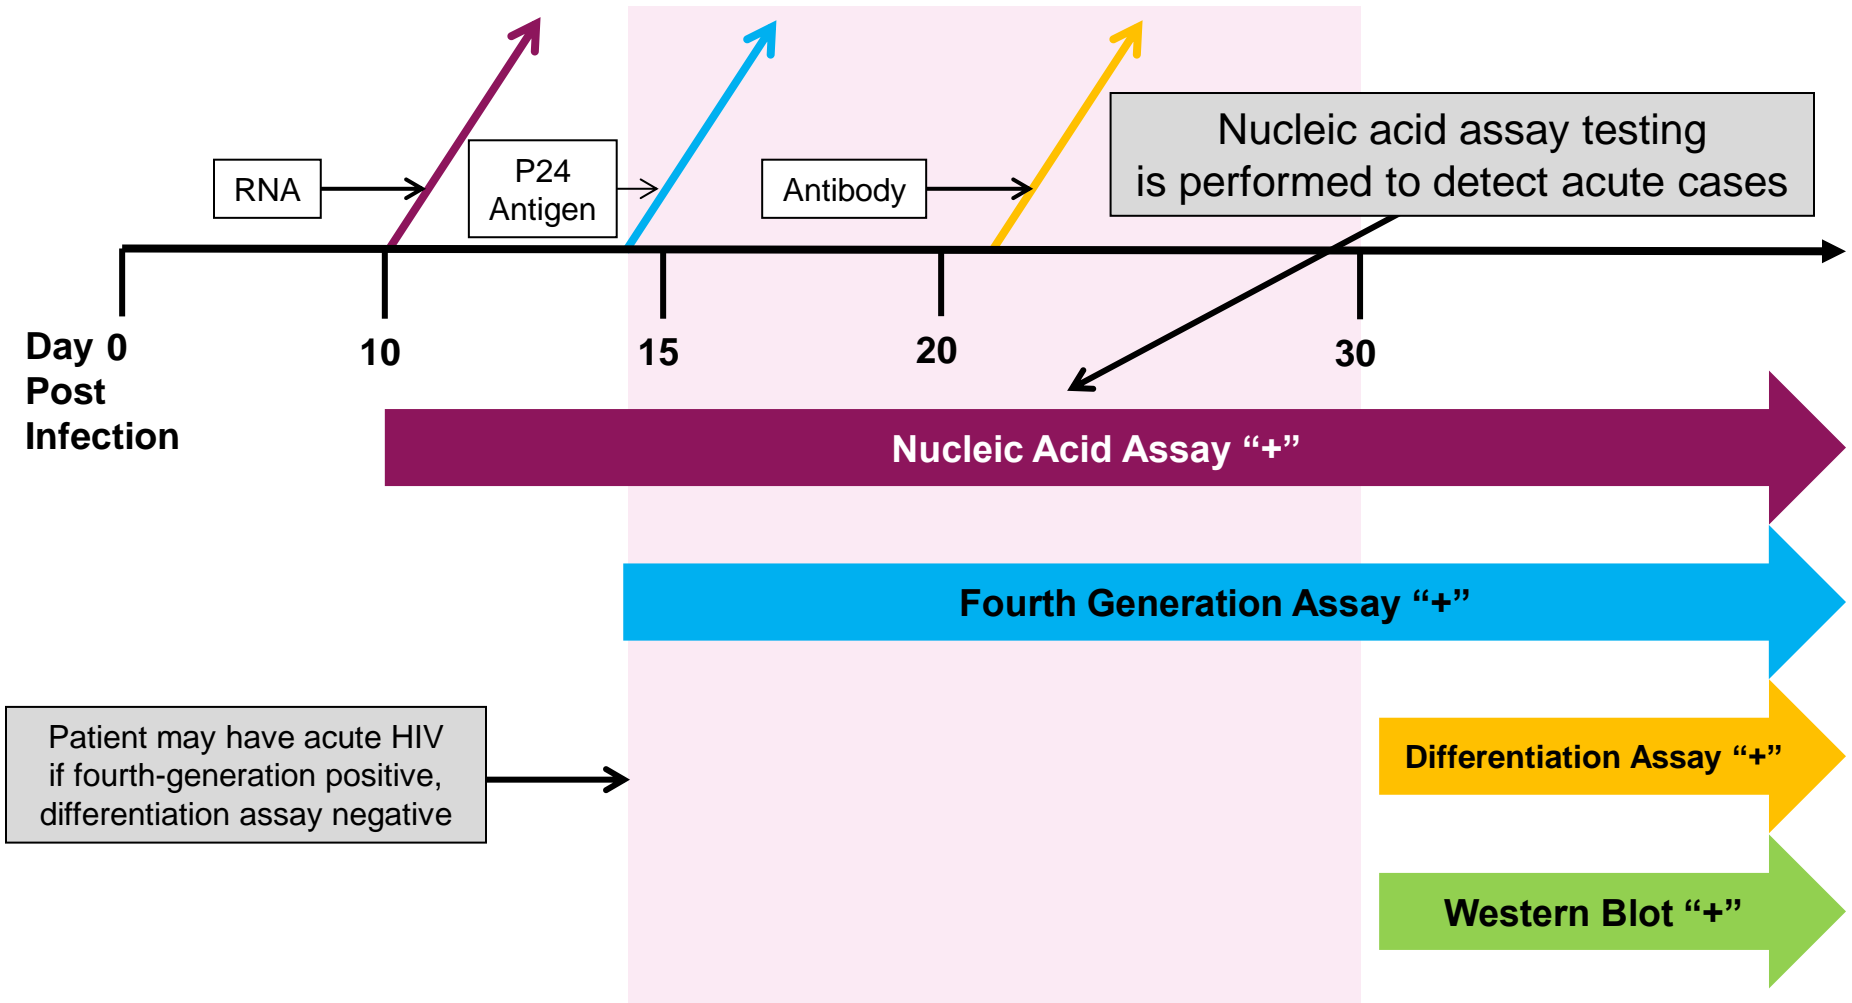 RNA
P24
Antigen
Antibody
Nucleic acid assay testing
is performed to detect acute cases
Day 0
Post
Infection
10
15
20
30
Nucleic Acid Assay “+”
Fourth Generation Assay “+”
Patient may have acute HIV
if fourth-generation positive,
differentiation assay negative
Differentiation Assay “+”
Western Blot “+”